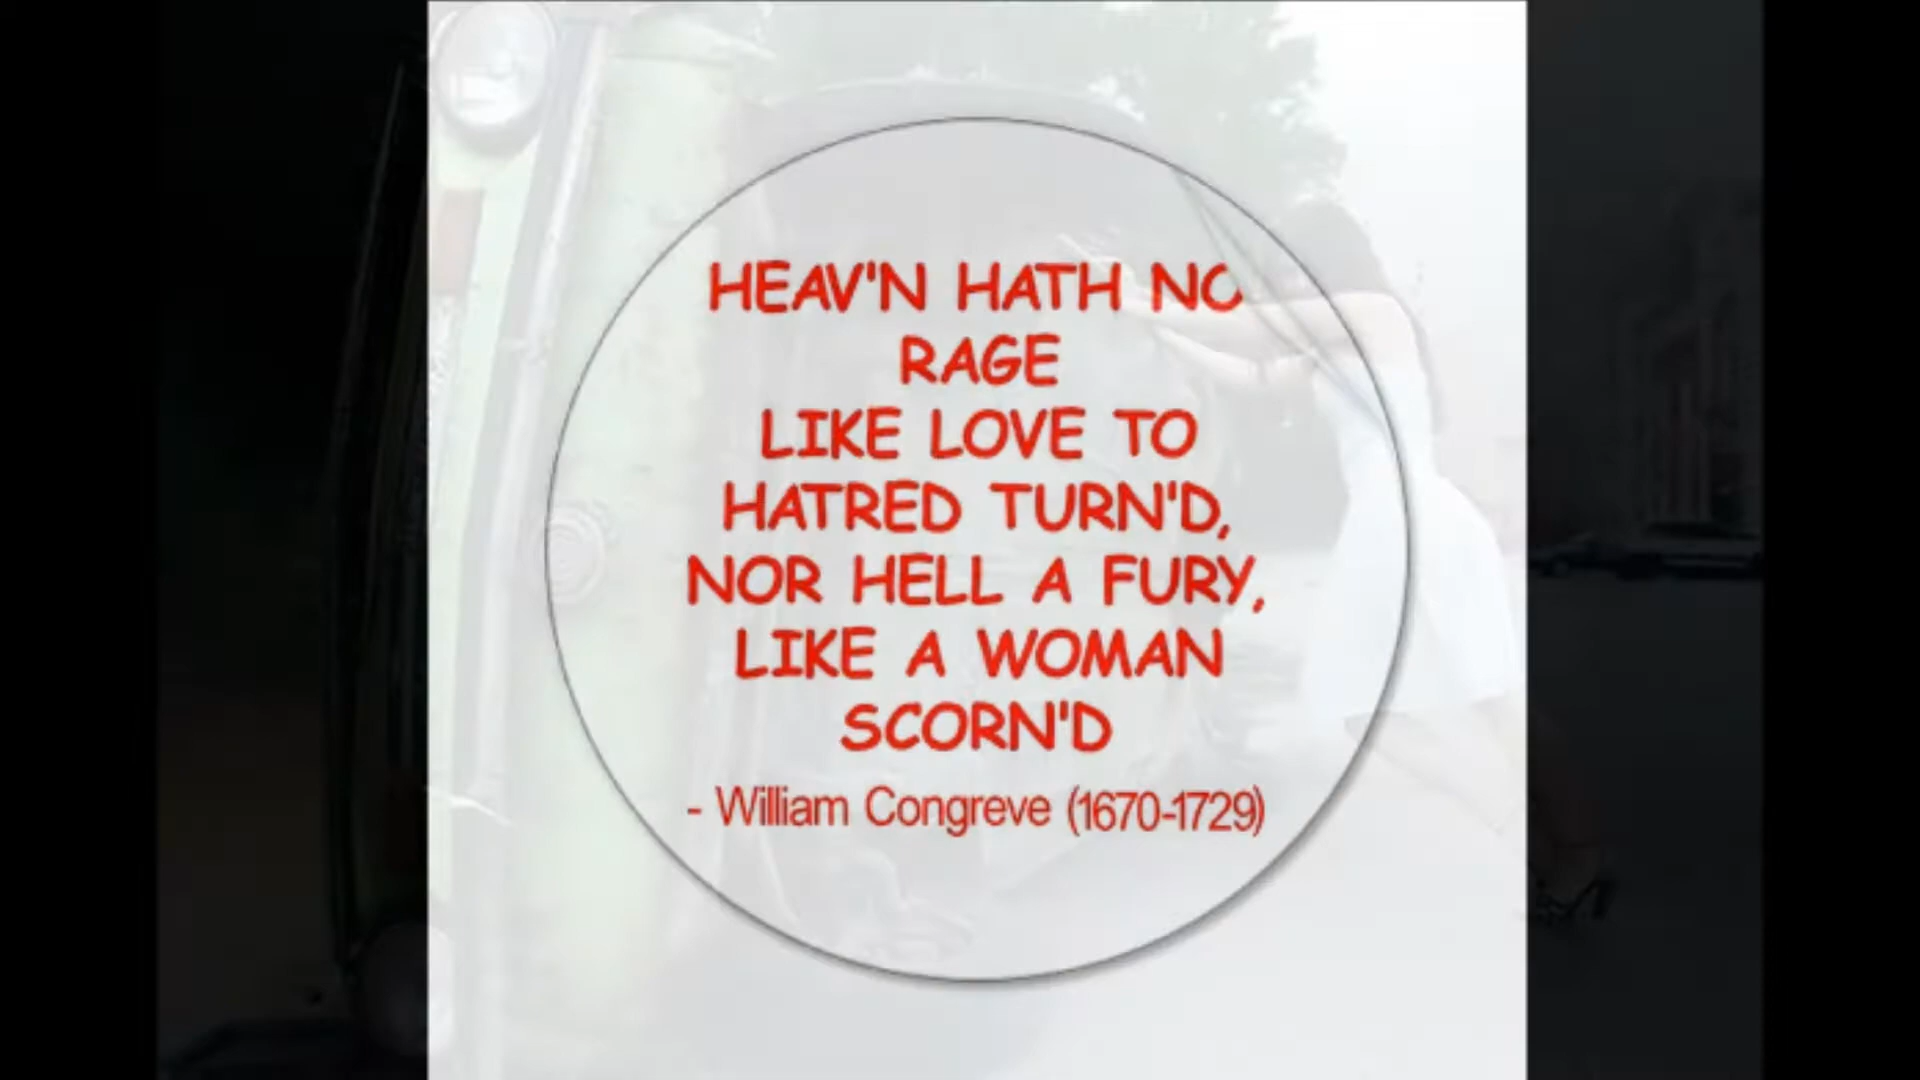 HEAV'N HATH NO
RAGE
LIKE LOVE TO
HATRED TURN'D,
NOR HELL A FURY,
LIKE A WOMAN
SCORN'D
- William Congreve (1670-1729)